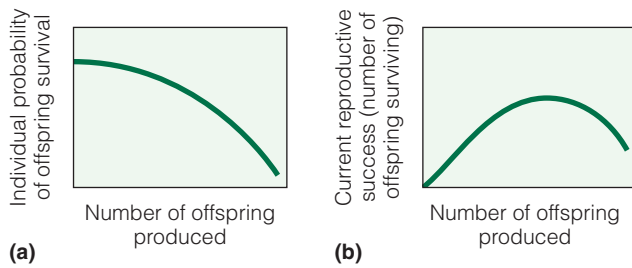 Individual probability
of offspring survival
Number of offspring
produced
(a)
Current reproductive
success (number of
offspring surviving)
Number of offspring
produced
(b)